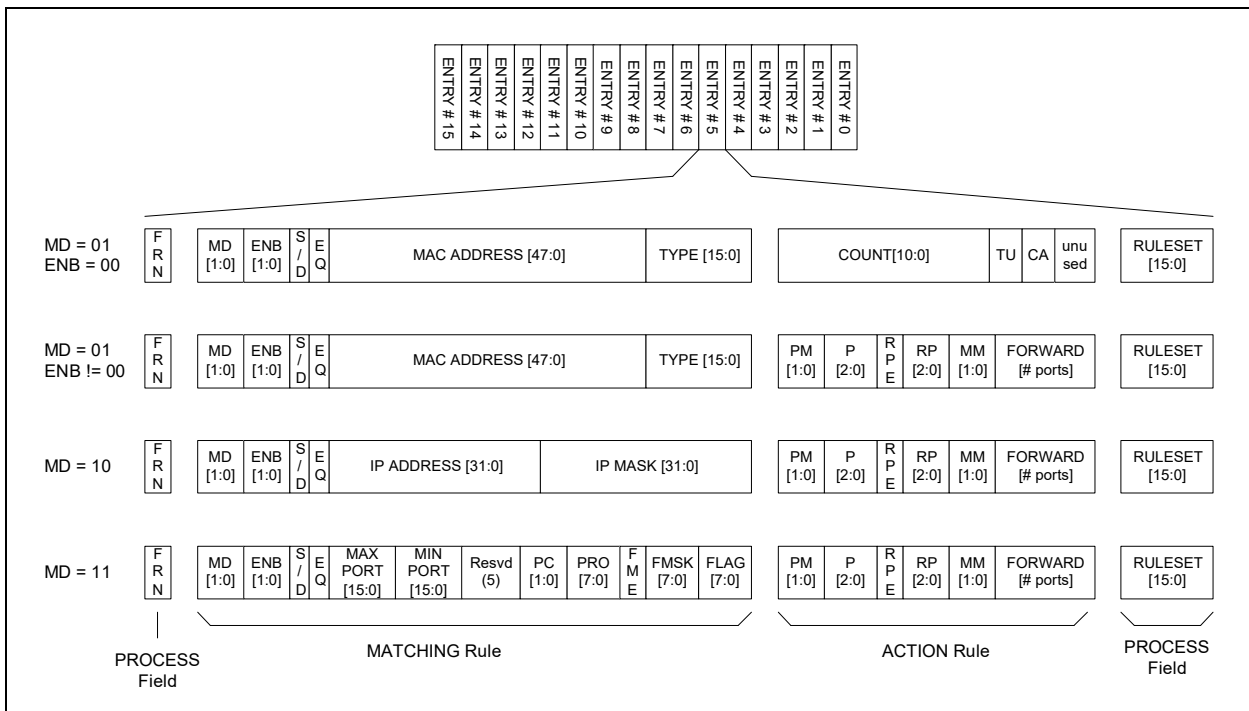 ENTRY # 15
ENTRY # 14
ENTRY # 13
ENTRY # 12
ENTRY # 11
ENTRY # 10
ENTRY # 9
ENTRY # 8
ENTRY # 7
ENTRY # 6
ENTRY # 5
ENTRY # 4
ENTRY # 3
ENTRY # 2
ENTRY # 1
ENTRY # 0
MD = 01
ENB = 00
F
R
N
MD
[1:0]
ENB
[1:0]
S
/
D
E
Q
MAC ADDRESS [47:0]
TYPE [15:0]
COUNT[10:0]
TU
CA
unu
sed
RULESET
[15:0]
MD = 01
ENB != 00
F
R
N
MD
[1:0]
ENB
[1:0]
S
/
D
E
Q
MAC ADDRESS [47:0]
TYPE [15:0]
PM
[1:0]
P
[2:0]
R
P
E
RP
[2:0]
MM
[1:0]
FORWARD
[# ports]
RULESET
[15:0]
MD = 10
F
R
N
MD
[1:0]
ENB
[1:0]
S
/
D
E
Q
IP ADDRESS [31:0]
IP MASK [31:0]
PM
[1:0]
P
[2:0]
R
P
E
RP
[2:0]
MM
[1:0]
FORWARD
[# ports]
RULESET
[15:0]
MD = 11
F
R
N
MD
[1:0]
ENB
[1:0]
S
/
D
E
Q
MAX
PORT
[15:0]
MIN
PORT
[15:0]
Resvd
(5)
PC
[1:0]
PRO
[7:0]
F
M
E
FMSK
[7:0]
FLAG
[7:0]
PM
[1:0]
P
[2:0]
R
P
E
RP
[2:0]
MM
[1:0]
FORWARD
[# ports]
RULESET
[15:0]
PROCESS
Field
MATCHING Rule
ACTION Rule
PROCESS
Field